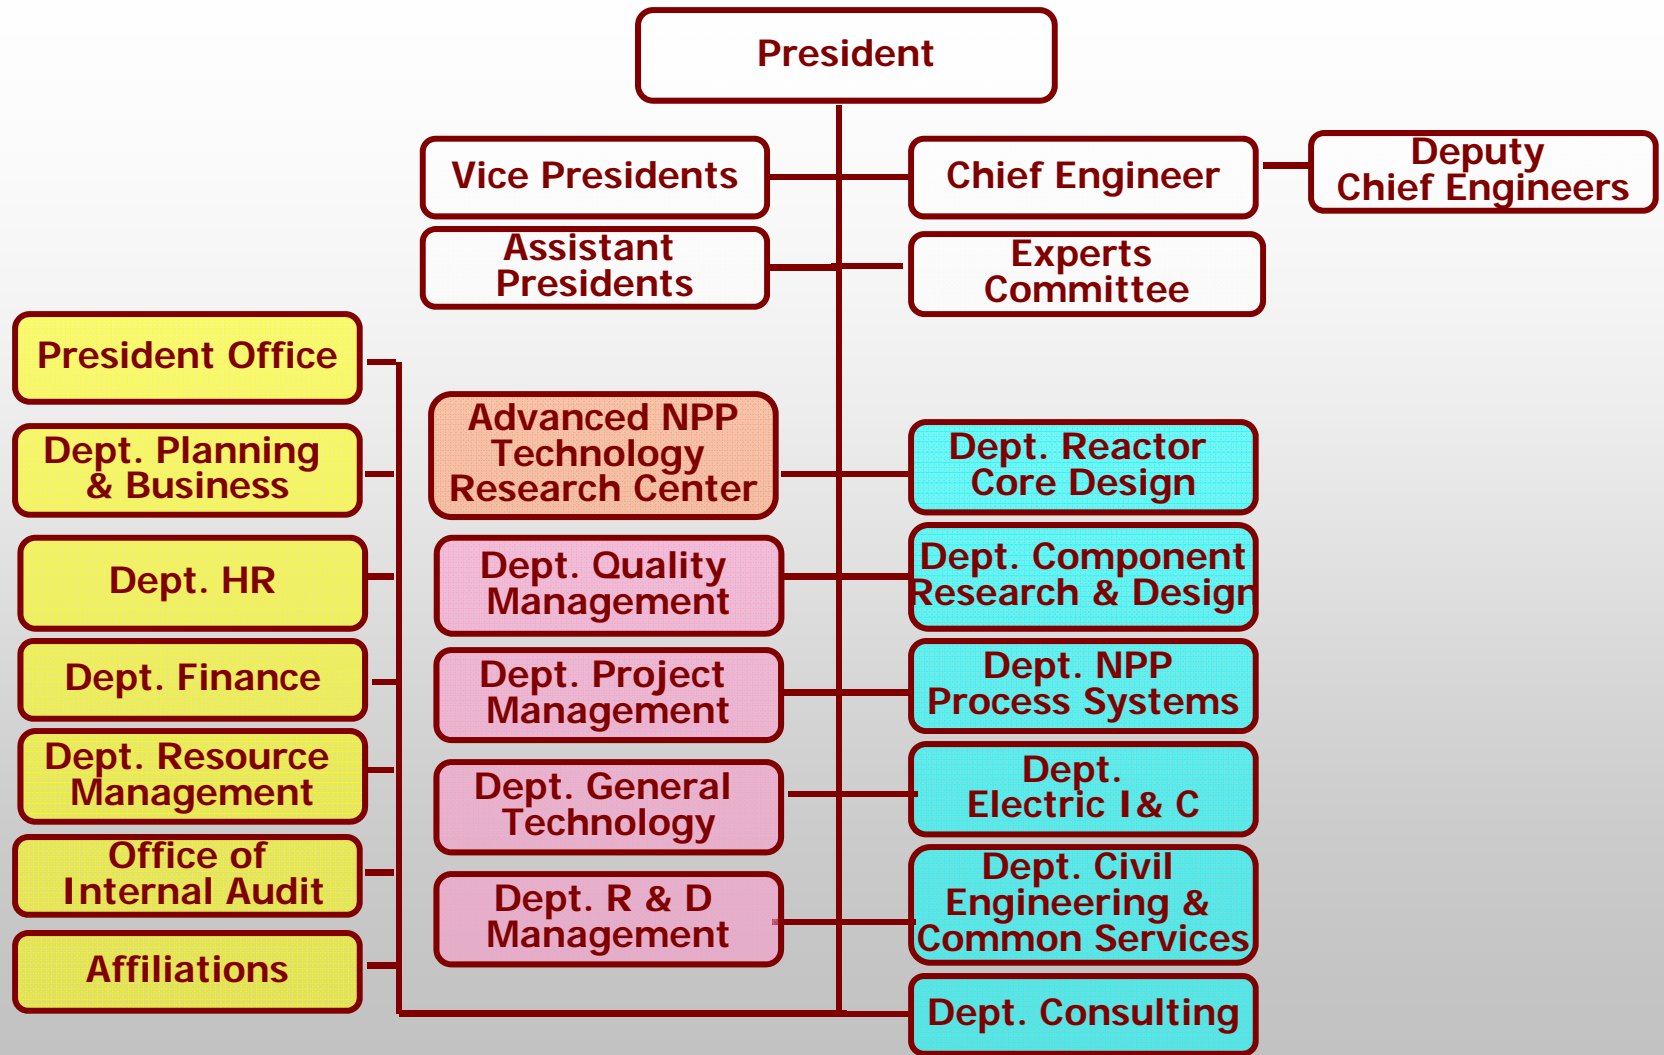 President
Vice Presidents
Chief Engineer
Deputy
Chief Engineers
Assistant
Presidents
Experts
Committee
President Office
Dept. Planning
& Business
Dept. HR
Dept. Finance
Dept. Resource
Management
Office of
Internal Audit
Affiliations
Advanced NPP
Technology
Research Center
Dept. Quality
Management
Dept. Project
Management
Dept. General
Technology
Dept. R & D
Management
Dept. Reactor
Core Design
Dept. Component
Research & Design
Dept. NPP
Process Systems
Dept.
Electric I& C
Dept. Civil
Engineering &
Common Services
Dept. Consulting